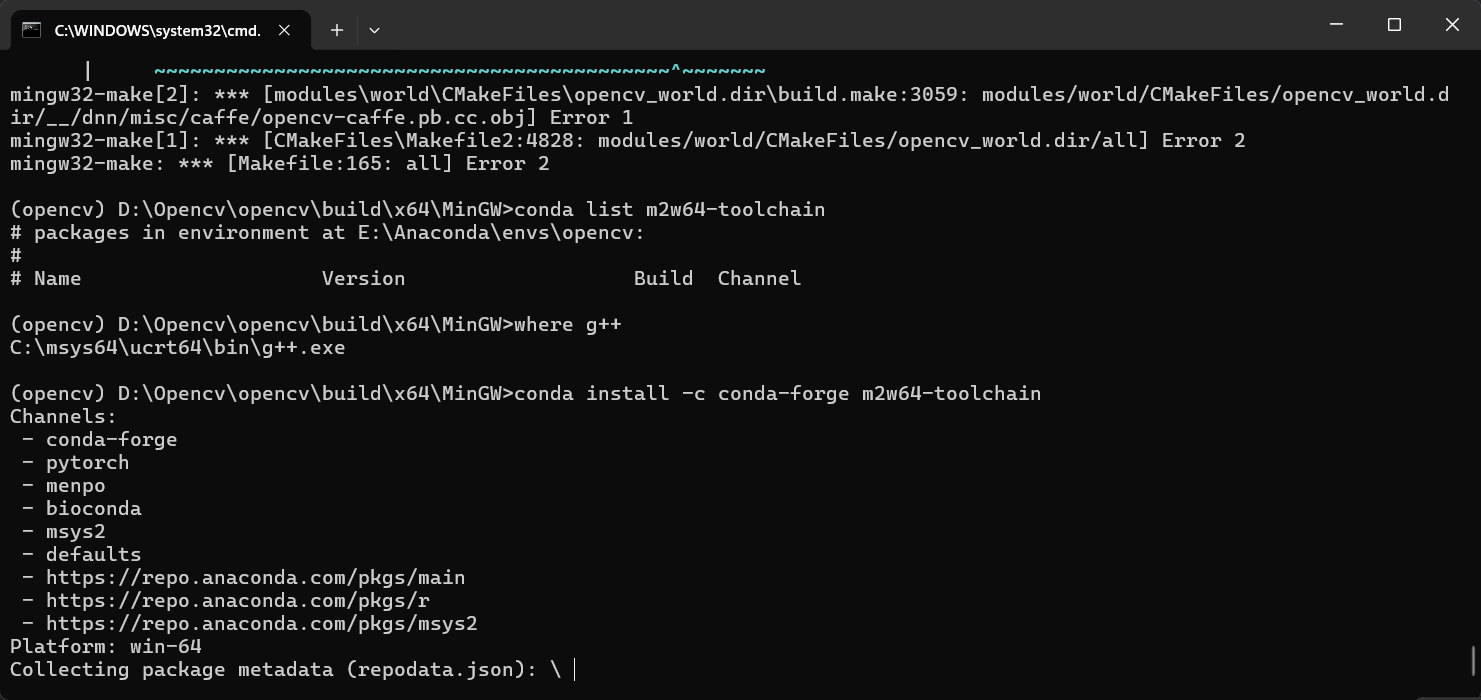 C:\WINDOWS\system32\cmd.
|      ~~~~~~~~~~~~~~~~~~~~~~~~~~~~~~~~~~~~~~~~~~~^~~~~~~~
mingw32-make[2]: *** [modules\world\CMakeFiles\opencv_world.dir\build.make:3059: modules/world/CMakeFiles/opencv_world.d
ir/__/dnn/misc/caffe/opencv-caffe.pb.cc.obj] Error 1
mingw32-make[1]: *** [CMakeFiles\Makefile2:4828: modules/world/CMakeFiles/opencv_world.dir/all] Error 2
mingw32-make: *** [Makefile:165: all] Error 2
(opencv) D:\Opencv\opencv\build\x64\MinGW>conda list m2w64-toolchain
# packages in environment at E:\Anaconda\envs\opencv:
#
# Name                    Version                   Build  Channel
(opencv) D:\Opencv\opencv\build\x64\MinGW>where g++
C:\msys64\ucrt64\bin\g++.exe
(opencv) D:\Opencv\opencv\build\x64\MinGW>conda install -c conda-forge m2w64-toolchain
Channels:
 - conda-forge
 - pytorch
 - menpo
 - bioconda
 - msys2
 - defaults
 - https://repo.anaconda.com/pkgs/main
 - https://repo.anaconda.com/pkgs/r
 - https://repo.anaconda.com/pkgs/msys2
Platform: win-64
Collecting package metadata (repodata.json): \